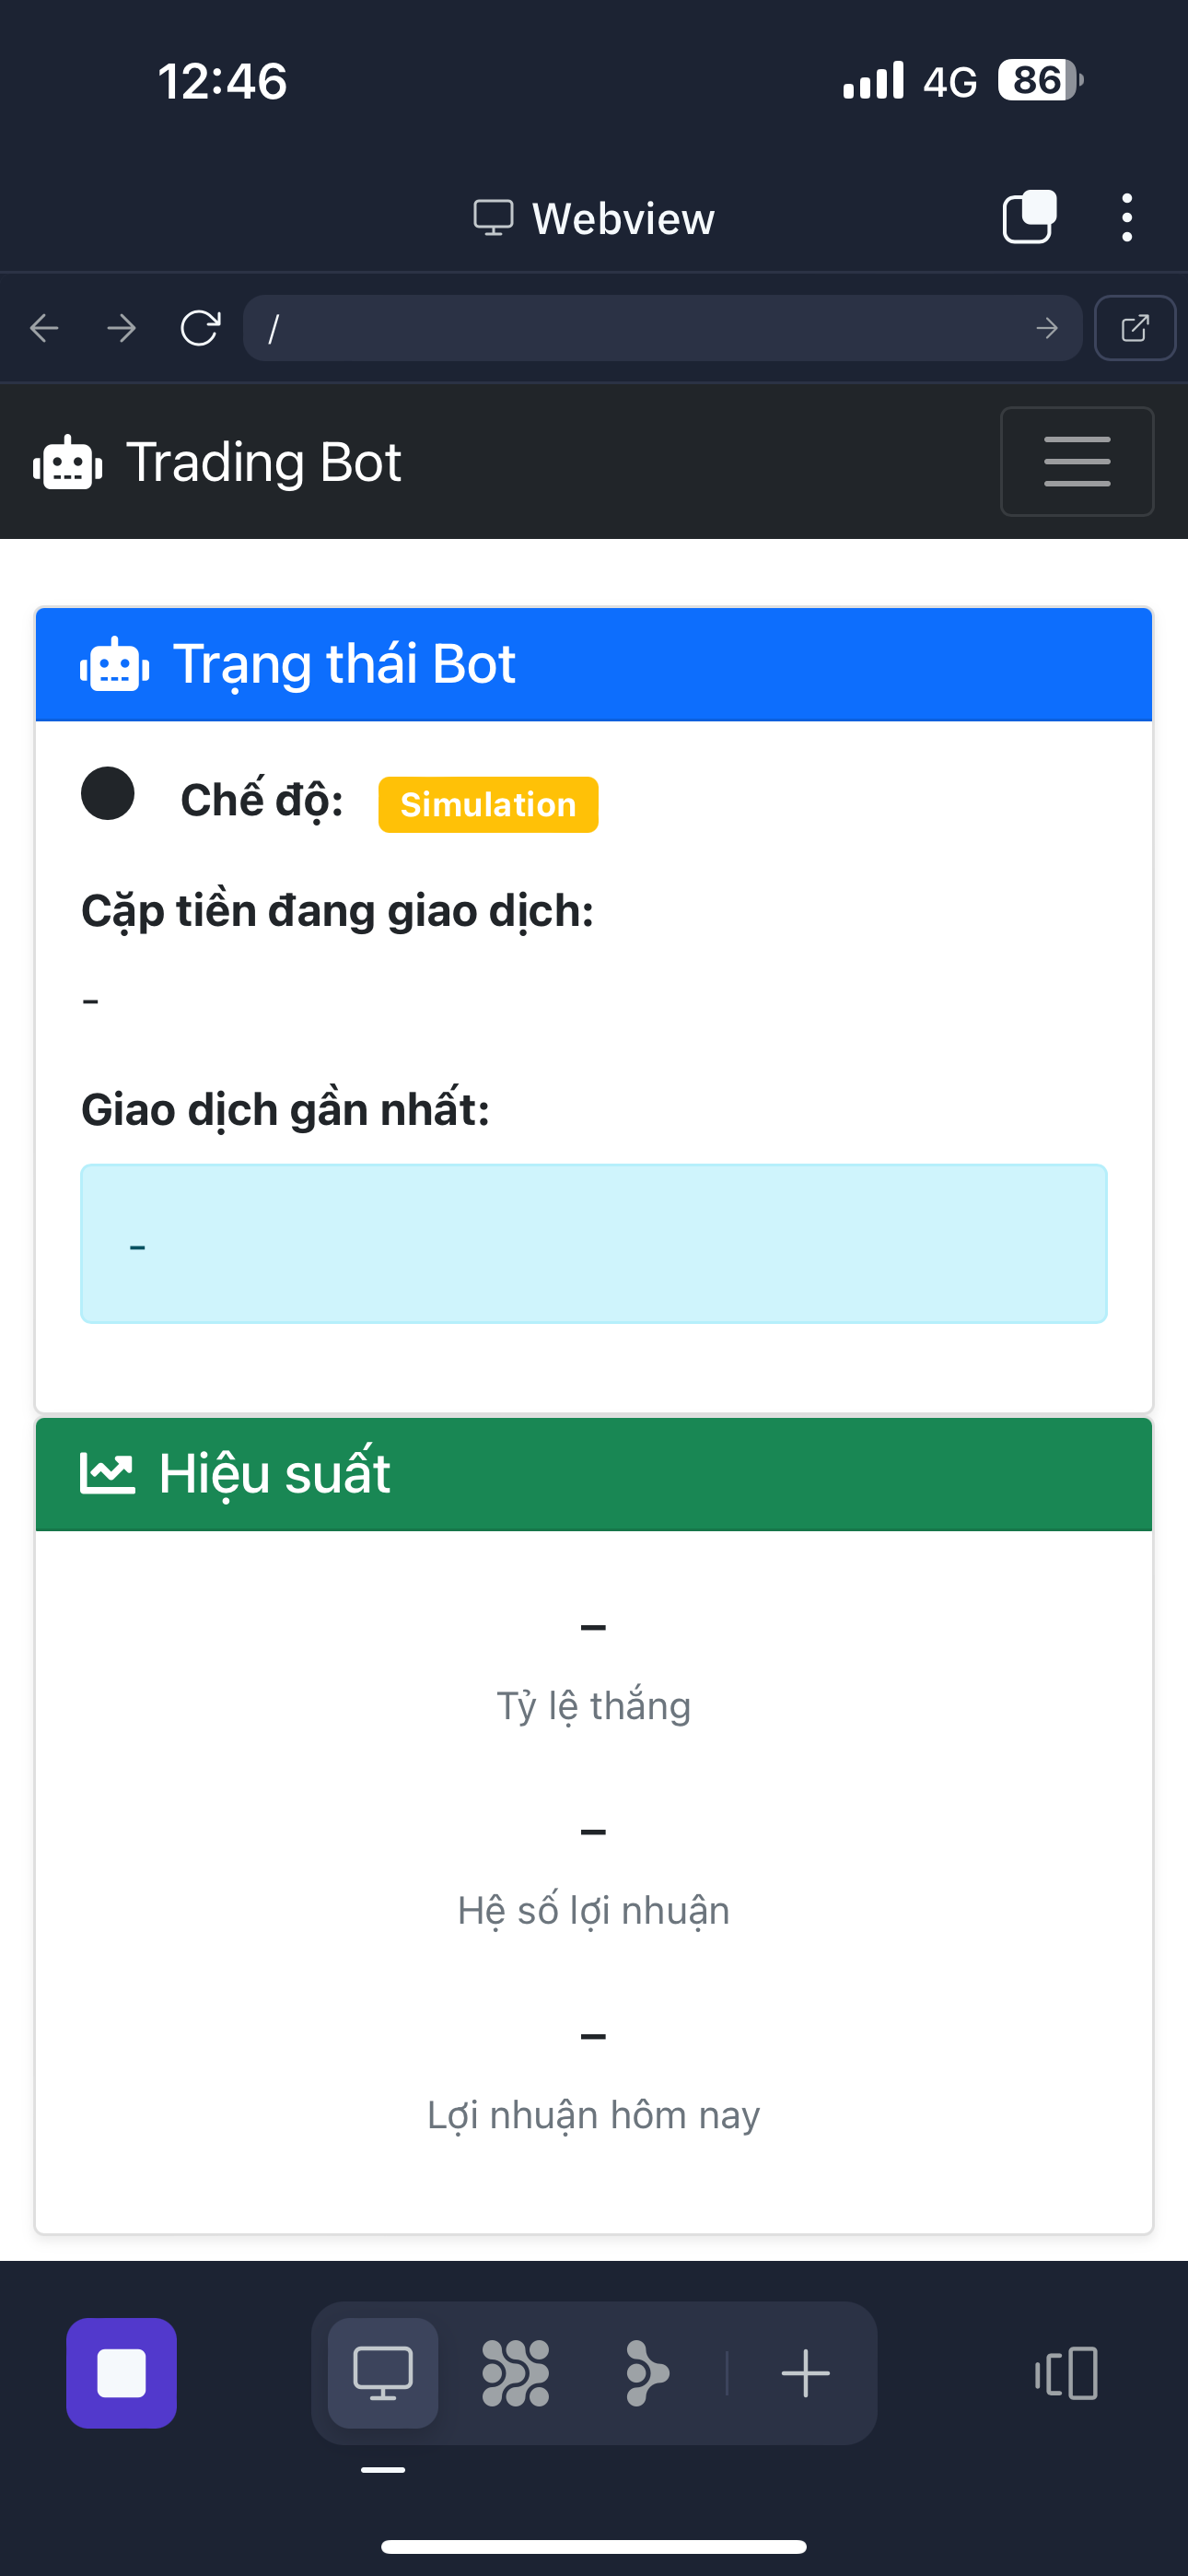 12:46
4G
86
Webview
/
Trading Bot
Trạng thái Bot
Chế độ: Simulation
Cặp tiền đang giao dịch:
-
Giao dịch gần nhất:
-
Hiệu suất
-
Tỷ lệ thắng
-
Hệ số lợi nhuận
-
Lợi nhuận hôm nay